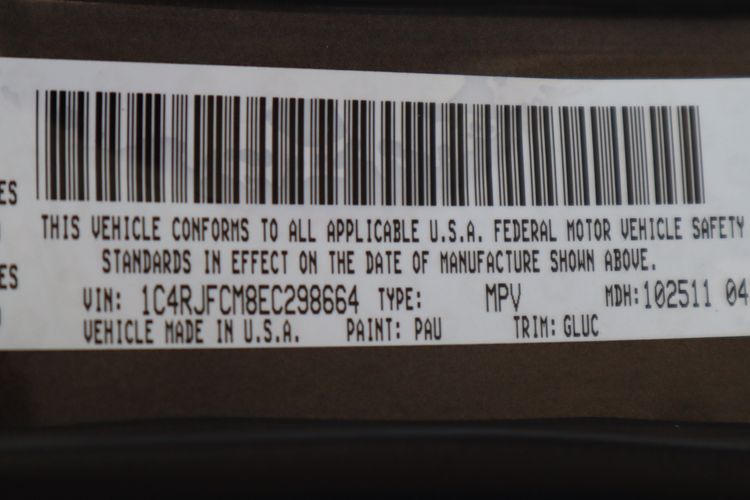 THIS VEHICLE CONFORMS TO ALL APPLICABLE U.S.A. FEDERAL MOTOR VEHICLE SAFETY
STANDARDS IN EFFECT ON THE DATE OF MANUFACTURE SHOWN ABOVE.
VIN: 1C4RJFCM8EC298664 TYPE: MPV MDH:102511 04
VEHICLE MADE IN U.S.A. PAINT: PAU TRIM: GLUC